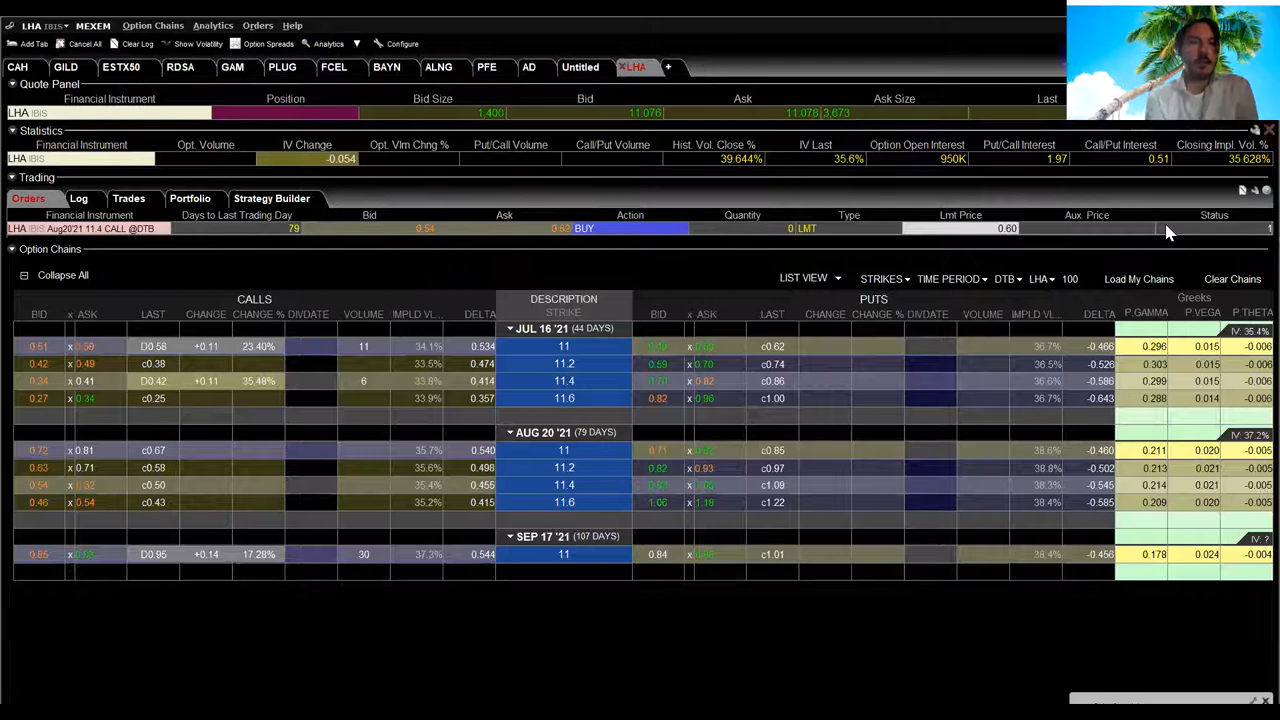 LHA IBIS MEXEM Option Chains Analytics Orders Help
Add Tab Cancel All Clear Log Show Volatility Option Spreads Analytics Configure
CAH GILD ESTX50 RDSA GAM PLUG FCEL BAYN ALNG PFE AD Untitled LHA +
Quote Panel
Financial Instrument Position Bid Size Bid Ask Ask Size Last
LHA IBIS 1,400 11.076 11.078 3,673
Statistics
Financial Instrument Opt. Volume IV Change Opt. Vlm Chng % Put/Call Volume Call/Put Volume Hist. Vol. Close % IV Last Option Open Interest Put/Call Interest Call/Put Interest Closing Impl. Vol. %
LHA IBIS -0.054 39.644% 35.6% 950K 1.97 0.51 35.628%
Trading
Orders Log Trades Portfolio Strategy Builder
Financial Instrument Days to Last Trading Day Bid Ask Action Quantity Type Lmt Price Aux. Price Status
LHA IBIS Aug20'21 11.4 CALL @DTB 79 0.54 0.62 BUY 0 LMT 0.60 1
Option Chains
Collapse All LIST VIEW STRIKES TIME PERIOD DTB LHA 100 Load My Chains Clear Chains
CALLS DESCRIPTION PUTS Greeks
BID x ASK LAST CHANGE CHANGE % DIVDATE VOLUME IMPLD VL... DELTA STRIKE BID x ASK LAST CHANGE CHANGE % DIVDATE VOLUME IMPLD VL... DELTA P.GAMMA P.VEGA P.THETA
JUL 16 '21 (44 DAYS) IV: 35.4%
0.51 D0.58 +0.11 23.40% 11 34.1% 0.534 11 c0.62 36.7% -0.466 0.296 0.015 -0.006
0.42 x 0.49 c0.38 33.5% 0.474 11.2 0.59 x 0.70 c0.74 36.5% -0.526 0.303 0.015 -0.006
0.34 x 0.41 D0.42 +0.11 35.48% 6 33.8% 0.414 11.4 x 0.82 c0.86 36.6% -0.586 0.299 0.015 -0.006
0.27 x 0.34 c0.25 33.9% 0.357 11.6 0.82 x 0.96 c1.00 36.7% -0.643 0.288 0.014 -0.006
AUG 20 '21 (79 DAYS) IV: 37.2%
0.72 x 0.81 c0.67 35.7% 0.540 11 0.71 c0.85 38.6% -0.460 0.211 0.020 -0.005
0.63 x 0.71 c0.58 35.6% 0.498 11.2 0.82 x 0.93 c0.97 38.8% -0.502 0.213 0.021 -0.005
0.54 c0.50 35.4% 0.455 11.4 c1.09 38.3% -0.545 0.214 0.021 -0.005
0.46 x 0.54 c0.43 35.2% 0.415 11.6 1.06 x 1.18 c1.22 38.4% -0.585 0.209 0.020 -0.005
SEP 17 '21 (107 DAYS) IV: ?
0.85 D0.95 +0.14 17.28% 30 37.3% 0.544 11 0.84 c1.01 38.4% -0.456 0.178 0.024 -0.004